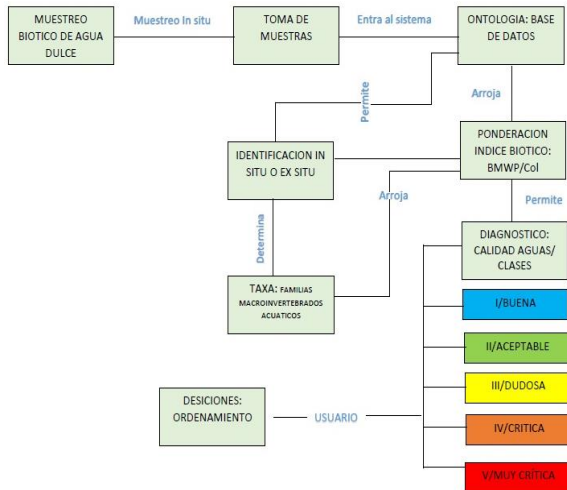 MUESTREO
BIOTICO DE AGUA
DULCE
Muestreo In situ
TOMA DE
MUESTRAS
Entra al sistema
ONTOLOGIA: BASE
DE DATOS
Permite
Arroja
IDENTIFICACION IN
SITU O EX SITU
PONDERACION
INDICE BIOTICO:
BMWP/Col
Determina
Arroja
Permite
TAXA: FAMILIAS
MACROINVERTEBRADOS
ACUATICOS
DIAGNOSTICO:
CALIDAD AGUAS/
CLASES
I/BUENA
II/ACEPTABLE
III/DUDOSA
IV/CRITICA
V/MUY CRÍTICA
DESICIONES:
ORDENAMIENTO
USUARIO